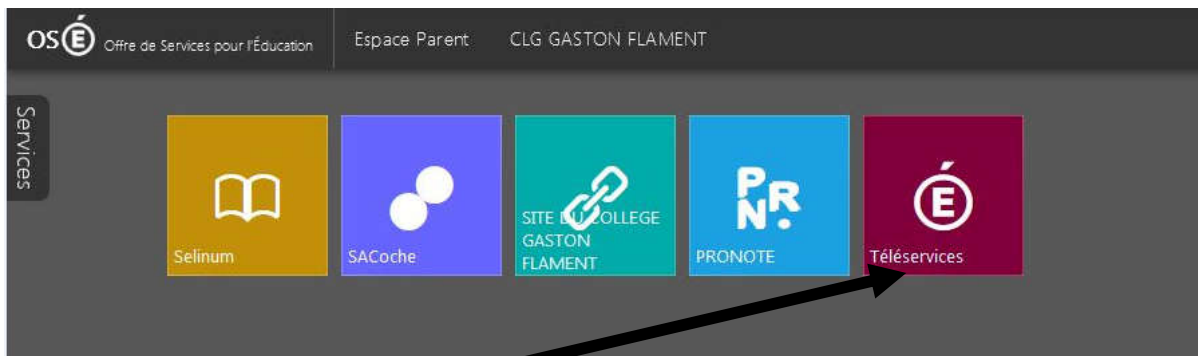 OSÉ Offre de Services pour l'Éducation
Espace Parent
CLG GASTON FLAMENT
Services
Selinum
SACoche
SITE DU COLLEGE
GASTON
FLAMENT
PRN.
PRONOTE
É
Téléservices